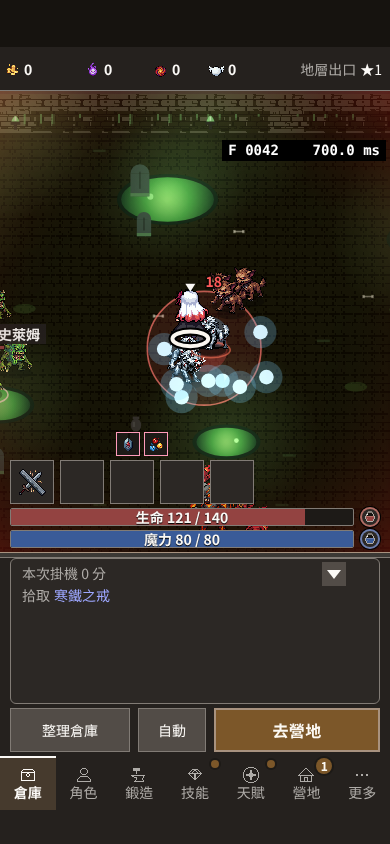 0 0 0 0 地層出口 ★1
F 0042 700.0 ms
18
史萊姆
生命 121 / 140
魔力 80 / 80
本次掛機 0 分
拾取 寒鐵之戒
整理倉庫 自動 去營地
1
倉庫 角色 鍛造 技能 天賦 營地 更多